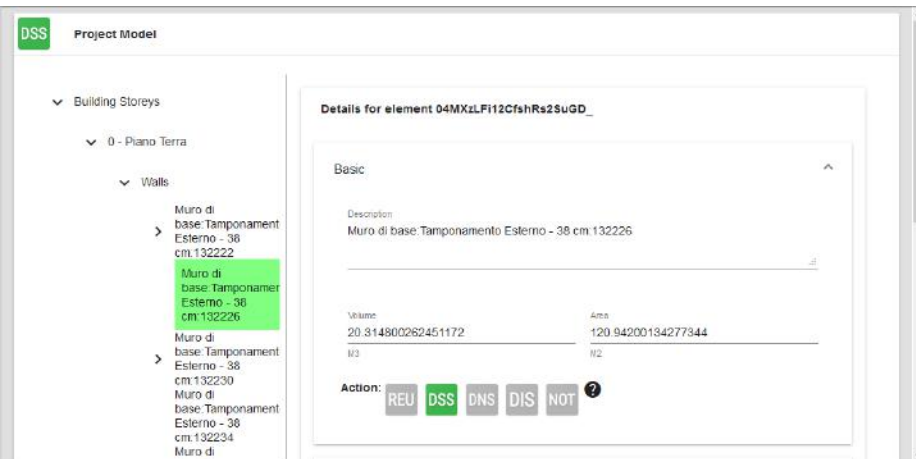 DSS
Project Model
Building Storeys
0 - Piano Terra
Walls
Muro di
base:Tamponament
Esterno - 38
cm:132222
Muro di
base:Tamponamer
Esterno - 38
cm:132226
Muro di
base:Tamponament
Esterno - 38
cm:132230
Muro di
base:Tamponament
Esterno - 38
cm:132234
Muro di
Details for element 04MXzLFi12CfshRs2SuGD_
Basic
Description
Muro di base:Tamponamento Esterno - 38 cm:132226
Volume
20.314800262451172
M3
Area
120.94200134277344
M2
Action: REU DSS DNS DIS NOT ?